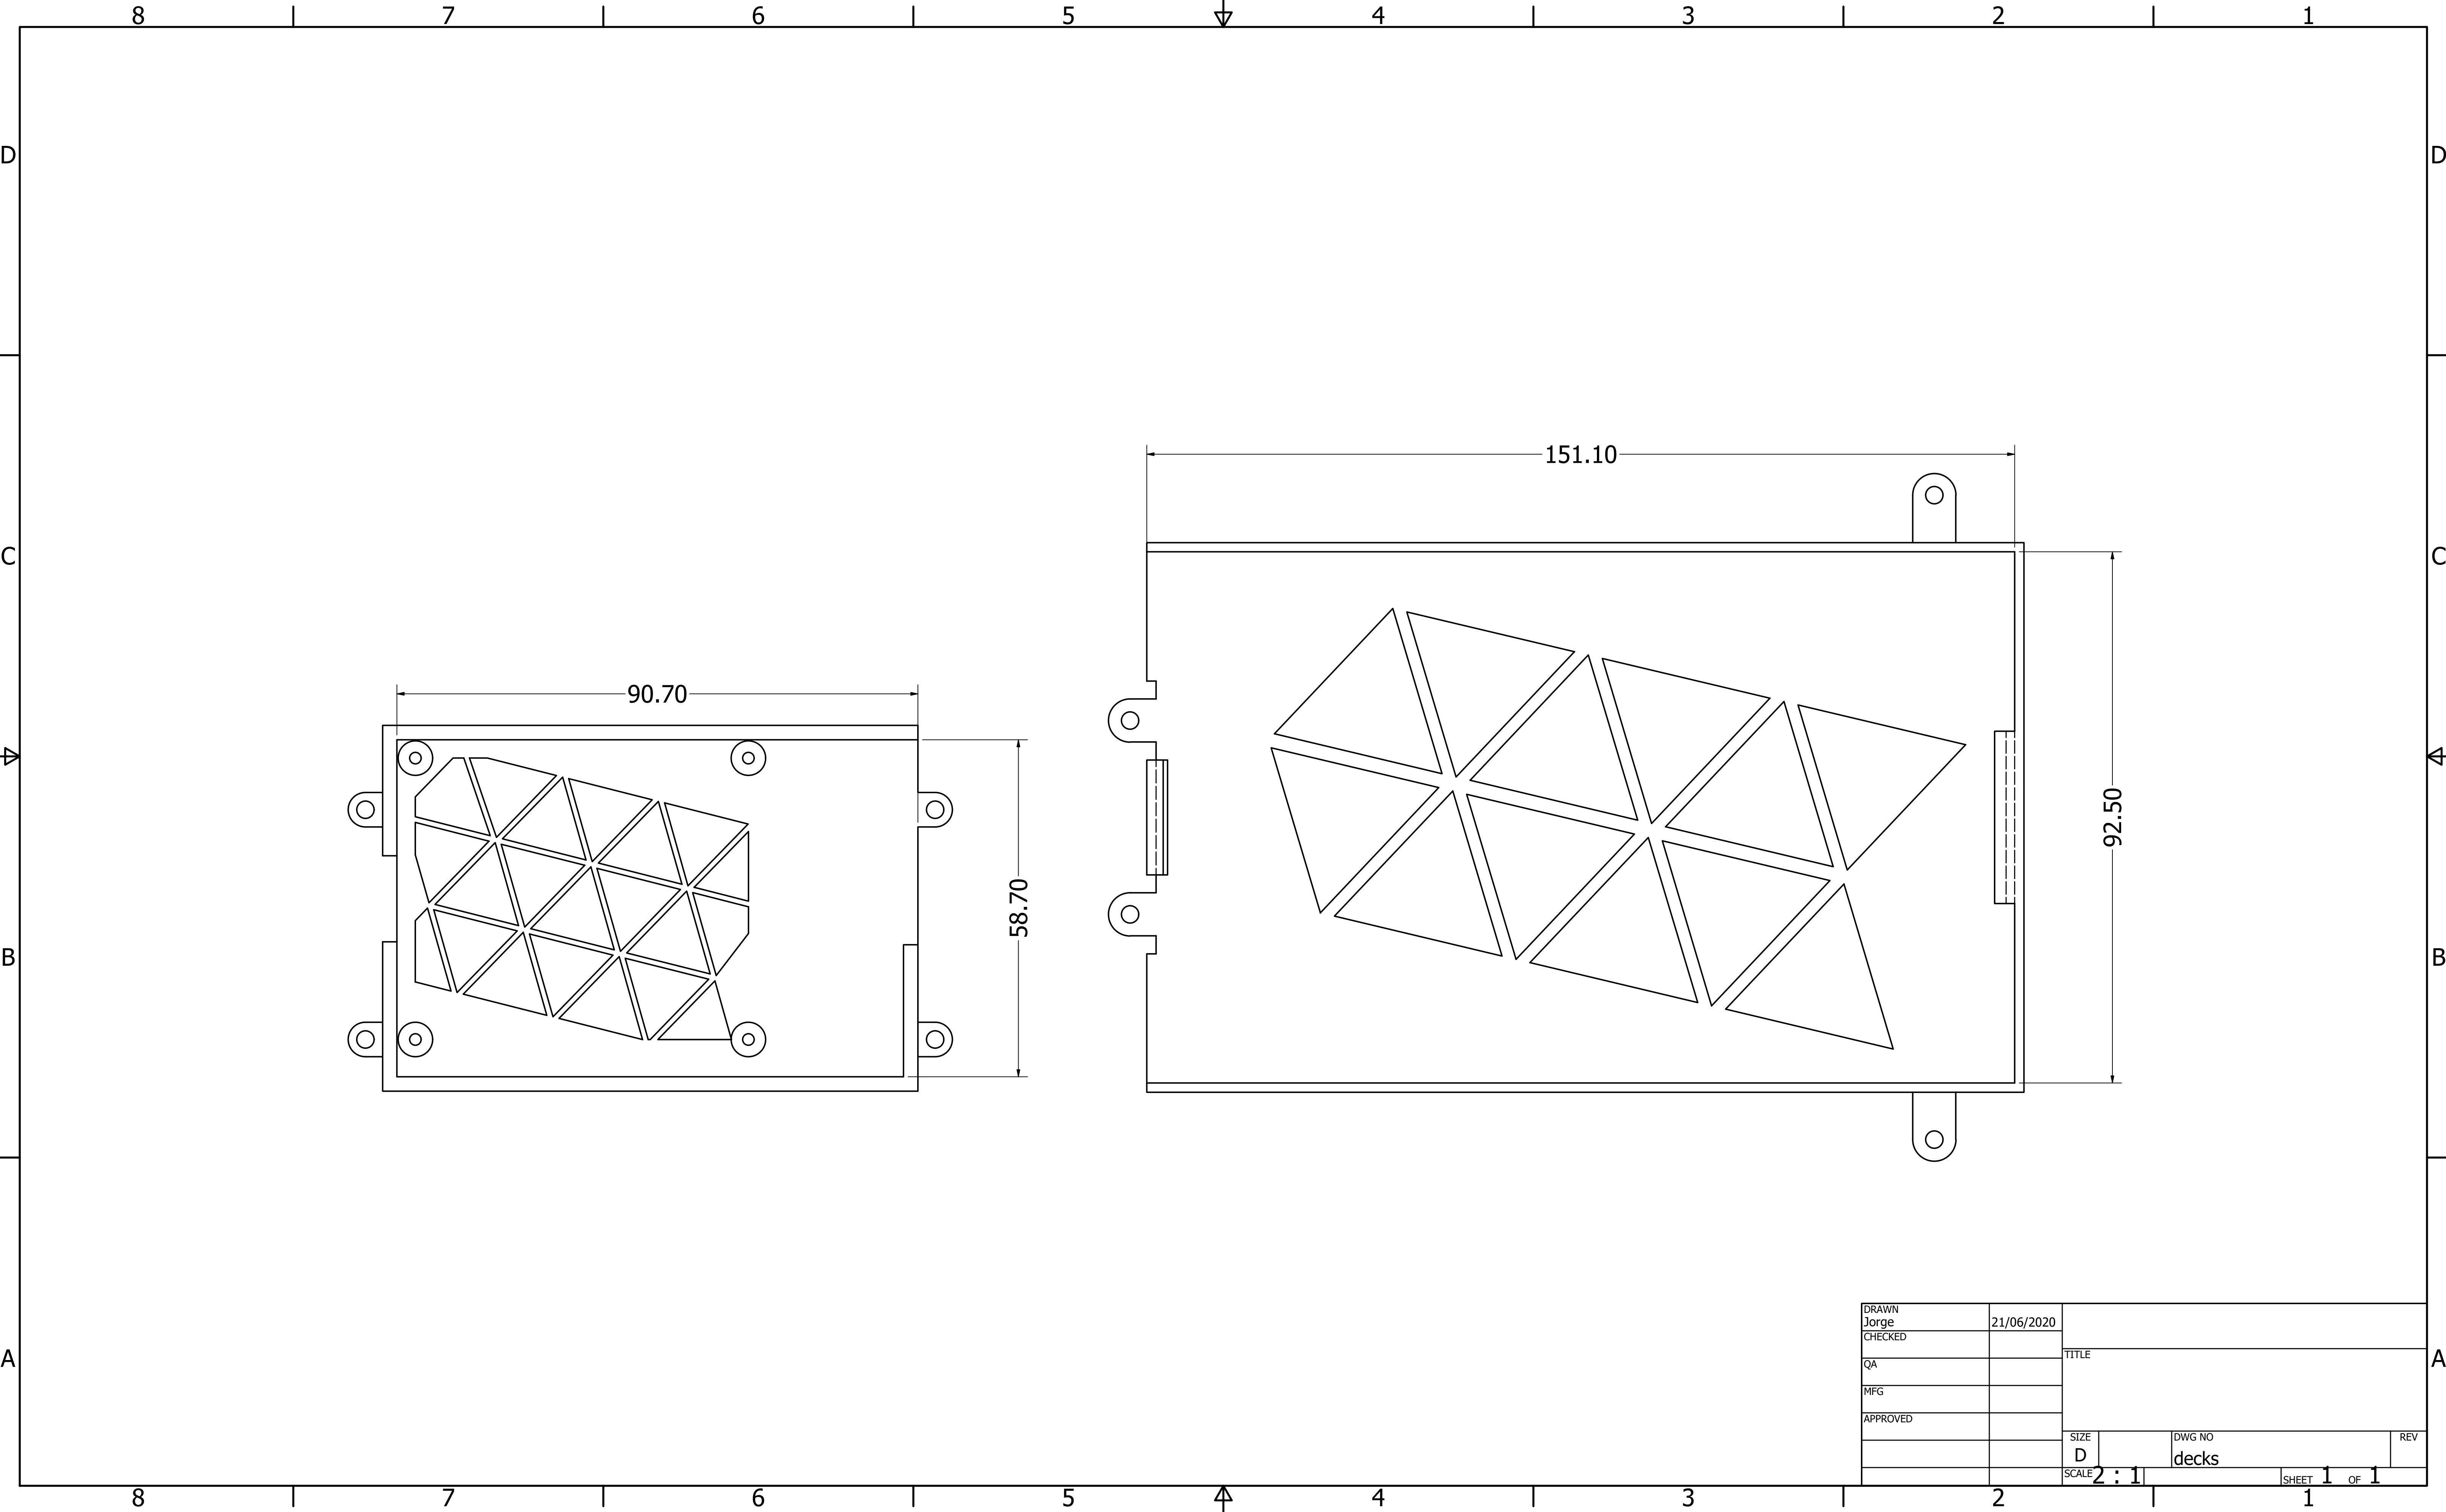 8 7 6 5 4 3 2 1
D D
151.10
C C
90.70
92.50
58.70
B B
DRAWN
Jorge 21/06/2020
CHECKED
TITLE
A A
QA
MFG
APPROVED
SIZE DWG NO REV
D decks
SCALE 2 : 1 SHEET 1 OF 1
8 7 6 5 4 3 2 1